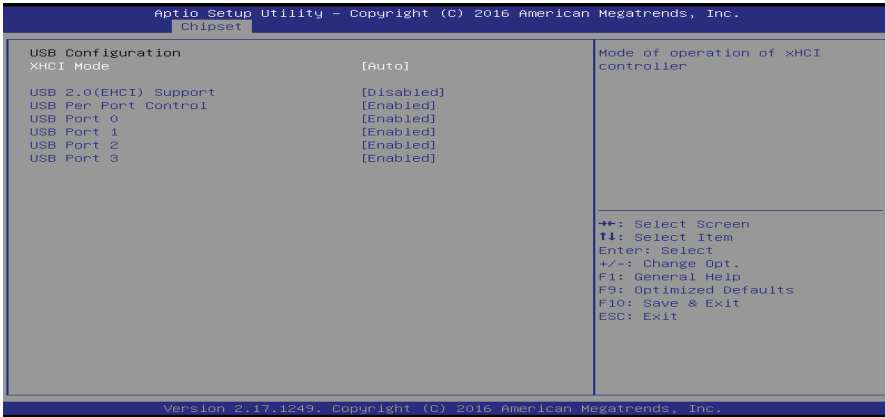 Aptio Setup Utility – Copyright (C) 2016 American Megatrends, Inc.
Chipset
USB Configuration
XHCI Mode [Auto]
USB 2.0(EHCI) Support [Disabled]
USB Per Port Control [Enabled]
USB Port 0 [Enabled]
USB Port 1 [Enabled]
USB Port 2 [Enabled]
USB Port 3 [Enabled]
Mode of operation of xHCI
controller
→←: Select Screen
↑↓: Select Item
Enter: Select
+/-: Change Opt.
F1: General Help
F9: Optimized Defaults
F10: Save & Exit
ESC: Exit
Version 2.17.1249. Copyright (C) 2016 American Megatrends, Inc.